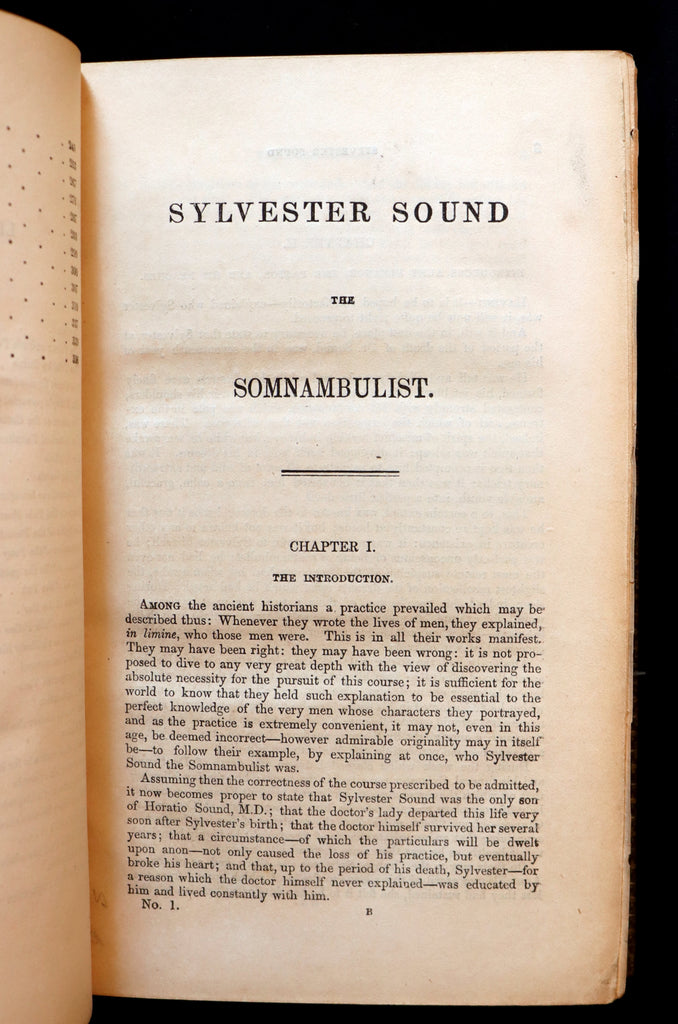 SYLVESTER SOUND
THE
SOMNAMBULIST.
CHAPTER I.
THE INTRODUCTION.
AMONG the ancient historians a practice prevailed which may be
described thus: Whenever they wrote the lives of men, they explained,
in limine, who those men were. This is in all their works manifest.
They may have been right: they may have been wrong: it is not pro-
posed to dive to any very great depth with the view of discovering the
absolute necessity for the pursuit of this course; it is sufficient for the
world to know that they held such explanation to be essential to the
perfect knowledge of the very men whose characters they portrayed,
and as the practice is extremely convenient, it may not, even in this
age, be deemed incorrect—however admirable originality may in itself
be—to follow their example, by explaining at once, who Sylvester
Sound the Somnambulist was.
Assuming then the correctness of the course prescribed to be admitted,
it now becomes proper to state that Sylvester Sound was the only son
of Horatio Sound, M.D.; that the doctor's lady departed this life very
soon after Sylvester's birth; that the doctor himself survived her several
years; that a circumstance—of which the particulars will be dwelt
upon anon—not only caused the loss of his practice, but eventually
broke his heart; and that, up to the period of his death, Sylvester—for
a reason which the doctor himself never explained—was educated by
him and lived constantly with him.
No. 1.
B